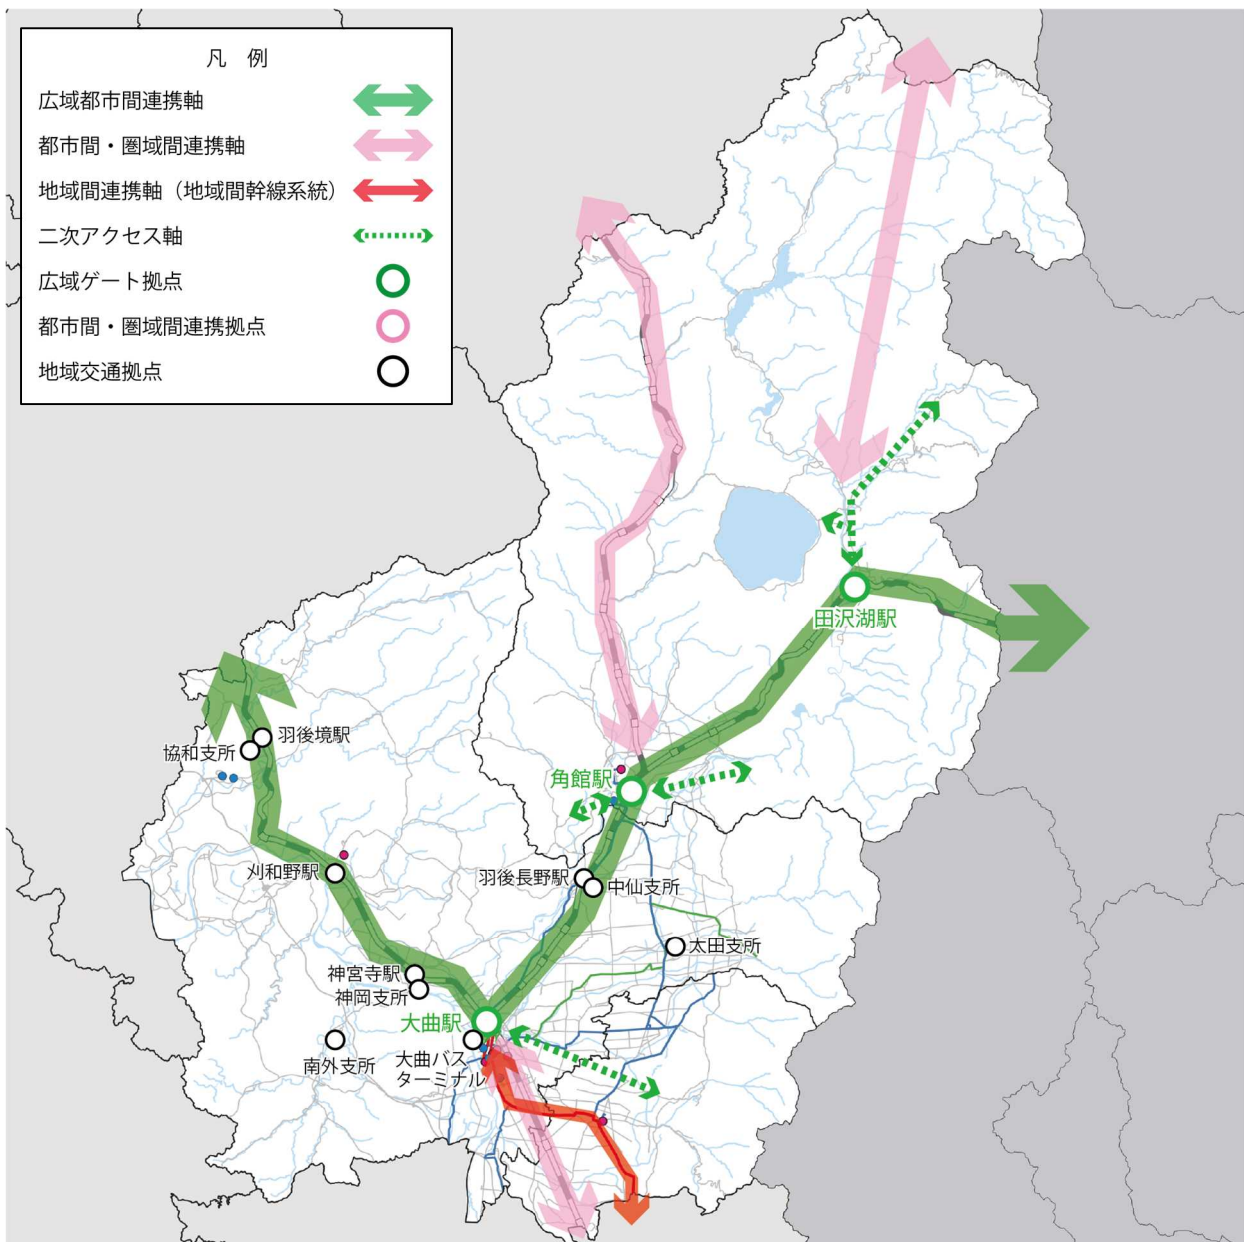 凡 例
広域都市間連携軸
都市間・圏域間連携軸
地域間連携軸（地域間幹線系統）
二次アクセス軸
広域ゲート拠点
都市間・圏域間連携拠点
地域交通拠点
田沢湖駅
羽後境駅
協和支所
角館駅
刈和野駅
羽後長野駅
中仙支所
太田支所
神宮寺駅
神岡支所
大曲駅
南外支所
大曲バス
ターミナル